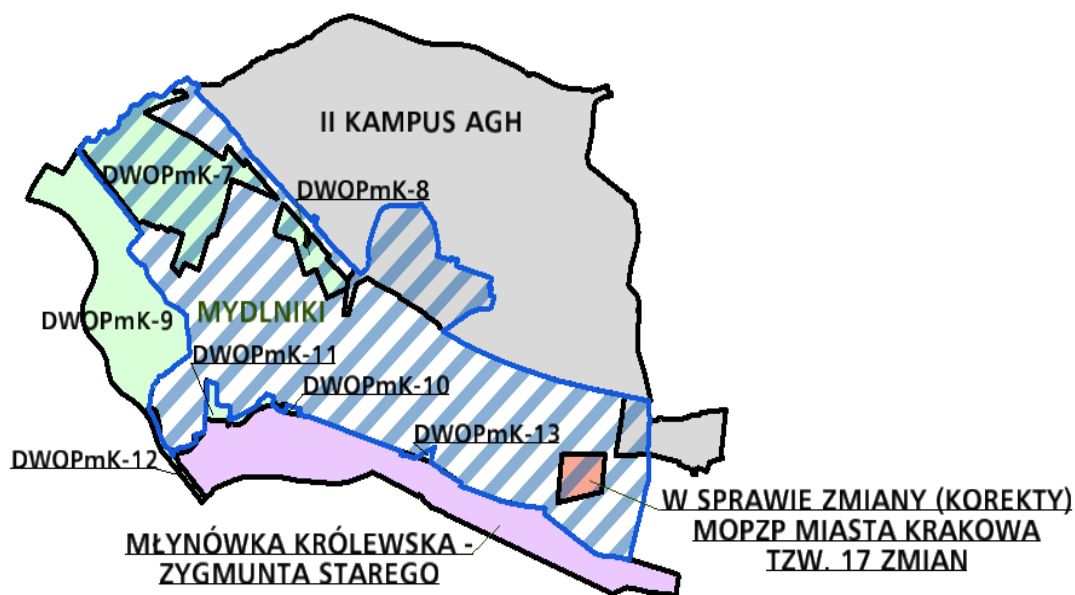 II KAMPUS AGH
DWOPmK-7
DWOPmK-8
MYDLNIKI
DWOPmK-9
DWOPmK-11
DWOPmK-10
DWOPmK-13
DWOPmK-12
W SPRAWIE ZMIANY (KOREKTY)
MOPZP MIASTA KRAKOWA
TZW. 17 ZMIAN
MŁYNÓWKA KRÓLEWSKA -
ZYGMUNTA STAREGO